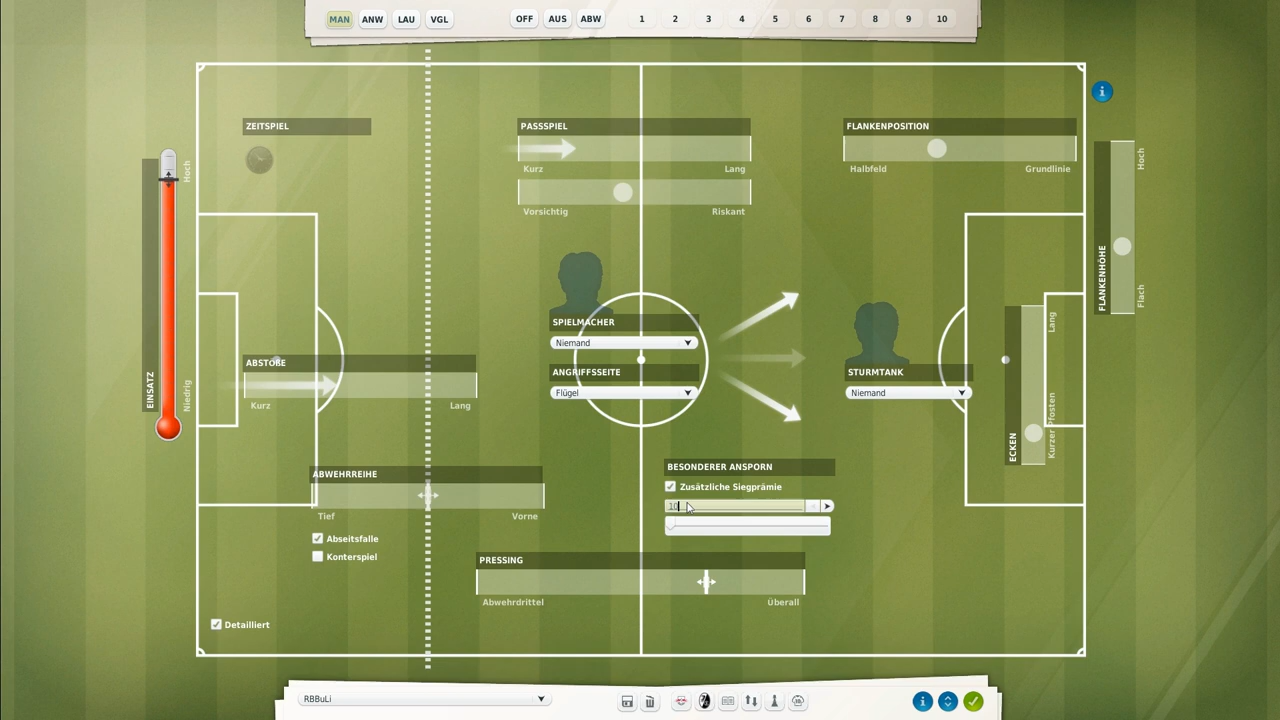 MAN ANW LAU VGL OFF AUS ABW 1 2 3 4 5 6 7 8 9 10
ZEITSPIEL
PASSSPIEL
Kurz Lang
Vorsichtig Riskant
FLANKENPOSITION
Halbfeld Grundlinie
Hoch
EINSATZ
Niedrig
Hoch
FLANKENHÖHE
Flach
SPIELMACHER
Niemand
ANGRIFFSSEITE
Flügel
STURMTANK
Niemand
Lang
ECKEN
Kurzer Pfosten
ABSTÖßE
Kurz Lang
ABWEHRREIHE
Tief Vorne
Abseitsfalle
Konterspiel
BESONDERER ANSPORN
Zusätzliche Siegprämie
10
PRESSING
Abwehrdrittel Überall
Detailliert
RBBuLi